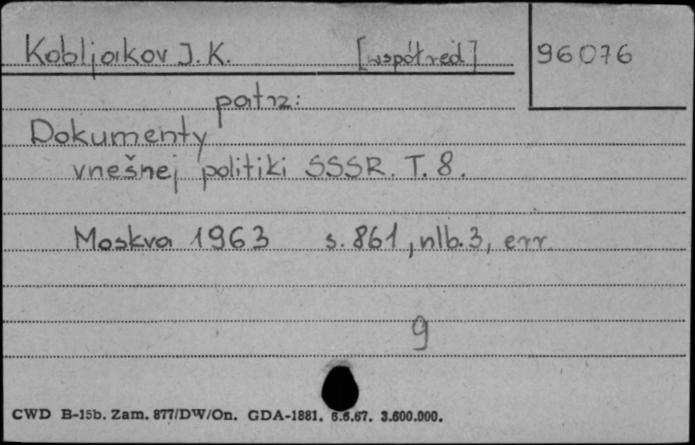 Kobljakov J. K. [współred] 96076
patrz:
Dokumenty
vnešnej politiki SSSR. T. 8.
Moskva 1963 s. 861, nlb. 3, err.
9
CWD B-15b. Zam. 877/DW/On. GDA-1881. 6.6.67. 3.600.000.